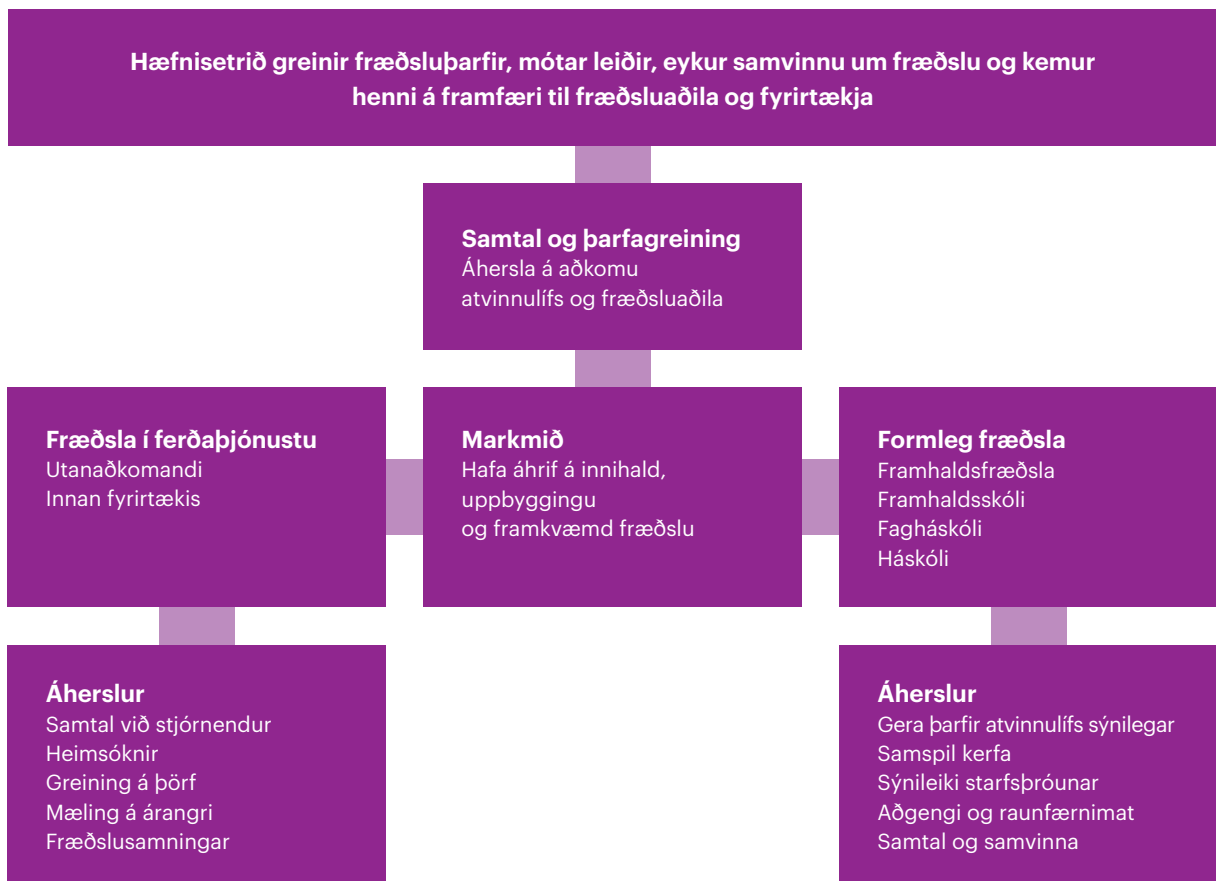 Hæfnisetrið greinir fræðsluþarfir, mótar leiðir, eykur samvinnu um fræðslu og kemur
henni á framfæri til fræðsluaðila og fyrirtækja
Samtal og þarfagreining
Áhersla á aðkomu
atvinnulífs og fræðsluaðila
Fræðsla í ferðaþjónustu
Utanaðkomandi
Innan fyrirtækis
Markmið
Hafa áhrif á innihald,
uppbyggingu
og framkvæmd fræðslu
Formleg fræðsla
Framhaldsfræðsla
Framhaldsskóli
Fagháskóli
Háskóli
Áherslur
Samtal við stjórnendur
Heimsóknir
Greining á þörf
Mæling á árangri
Fræðslusamningar
Áherslur
Gera þarfir atvinnulífs sýnilegar
Samspil kerfa
Sýnileiki starfsþróunar
Aðgengi og raunfærnimat
Samtal og samvinna